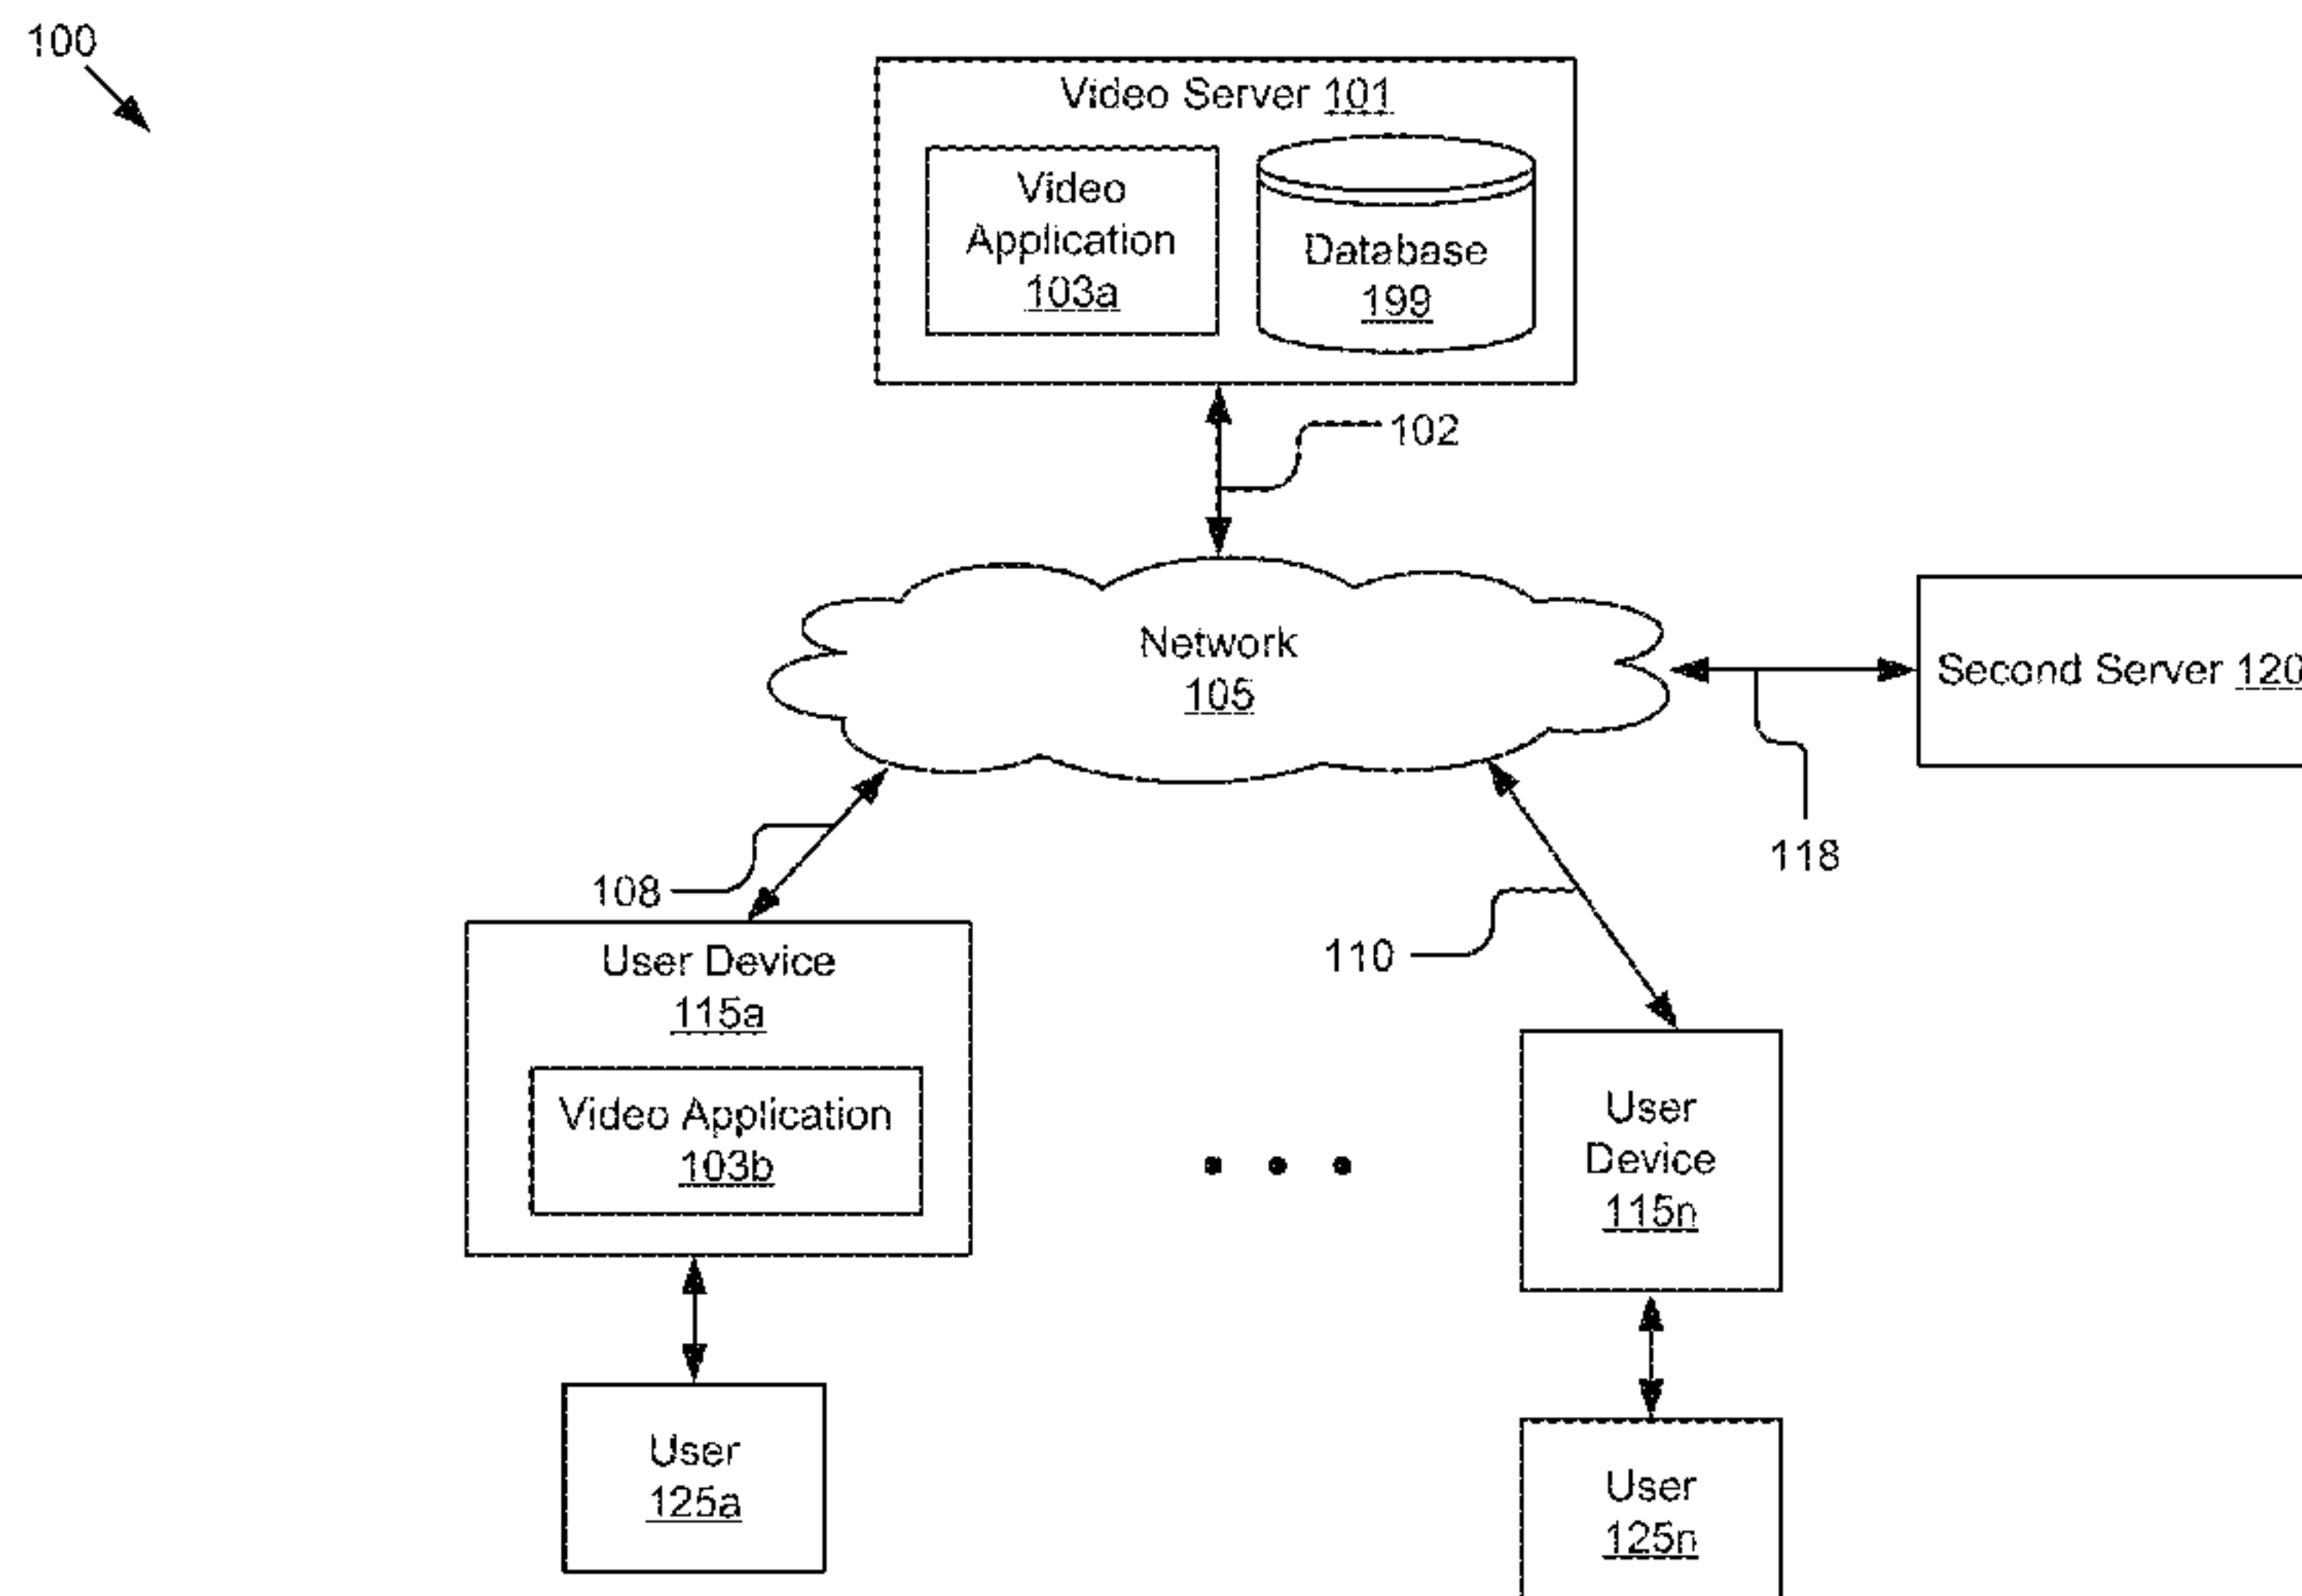 100
Video Server 101
Video
Application
103a
Database
199
102
Network
105
Second Server 120
118
108
110
User Device
115a
Video Application
103b
User
Device
115n
User
125a
User
125n